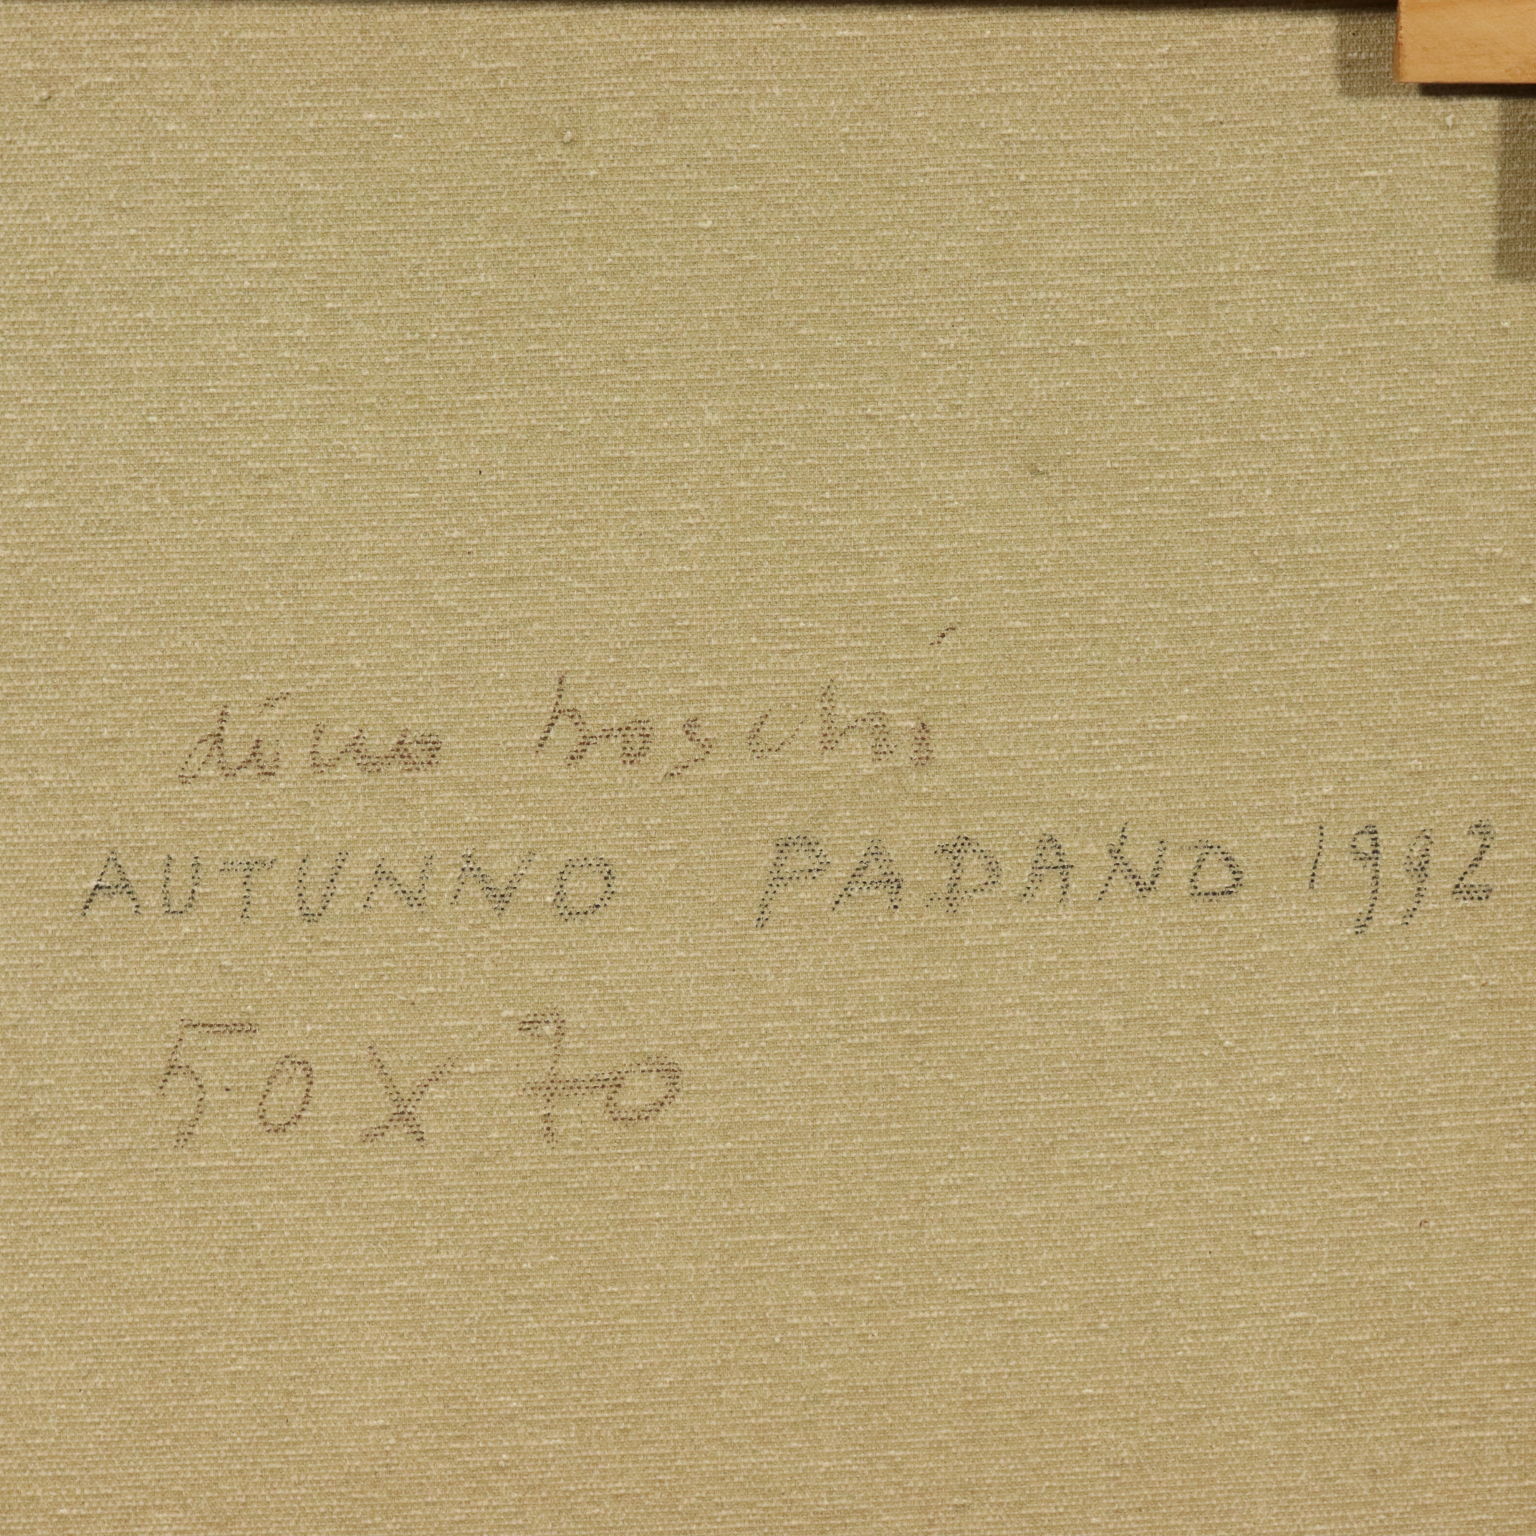 dino boschi
AUTUNNO PADANO 1992
50 X 70